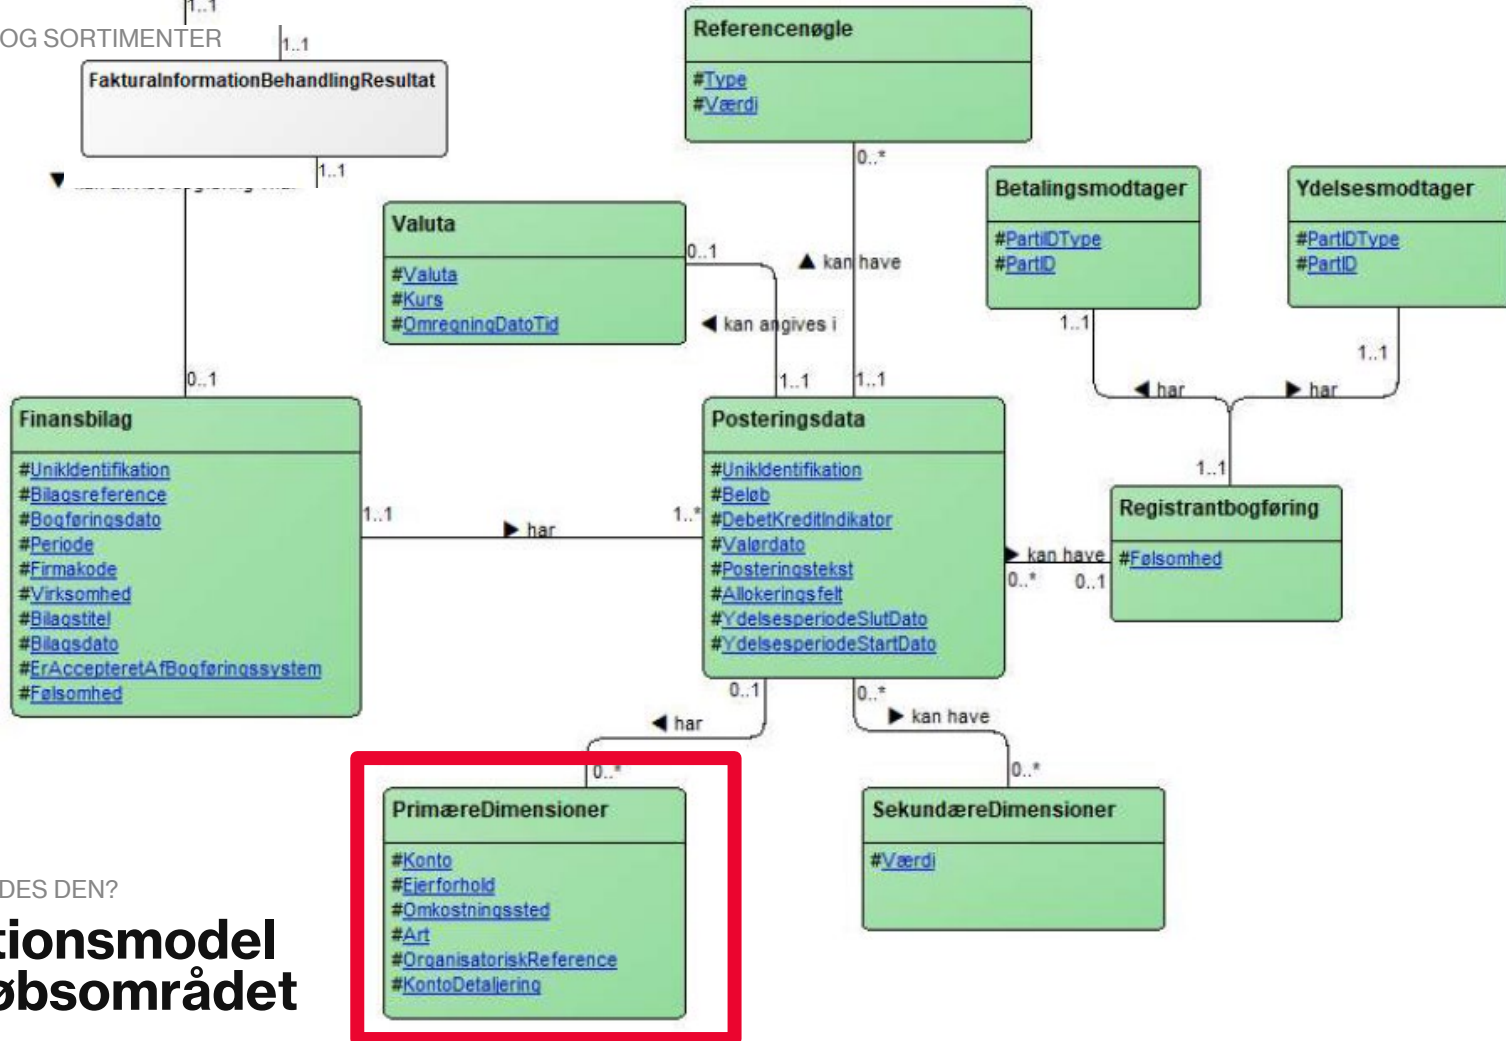 1..1
OG SORTIMENTER
1..1
FakturaInformationBehandlingResultat
1..1
Referencenøgle
#Type
#Værdi
0..*
Betalingsmodtager
#PartiIDType
#PartID
Ydelsesmodtager
#PartIDType
#PartID
Valuta
#Valuta
#Kurs
#OmregningDatoTid
0..1
▲ kan have
◀ kan angives i
1..1
1..1
1..1
1..1
◀ har
▶ har
1..1
0..1
Finansbilag
#UnikIdentifikation
#Bilagsreference
#Bogføringsdato
#Periode
#Firmakode
#Virksomhed
#Bilagstitel
#Bilagsdato
#ErAccepteretAfBogføringssystem
#Følsomhed
1..1
▶ har
1..*
Posteringsdata
#UnikIdentifikation
#Beløb
#DebetKreditIndikator
#Valørdato
#Posteringstekst
#Allokeringsfelt
#YdelsesperiodeSlutDato
#YdelsesperiodeStartDato
▶ kan have
0..*
0..1
Registrantbogføring
#Følsomhed
0..1
◀ har
0..*
0..*
▶ kan have
0..*
PrimæreDimensioner
#Konto
#Ejerforhold
#Omkostningssted
#Art
#OrganisatoriskReference
#KontoDetaljering
SekundæreDimensioner
#Værdi
DES DEN?
tionsmodel
øbsområdet